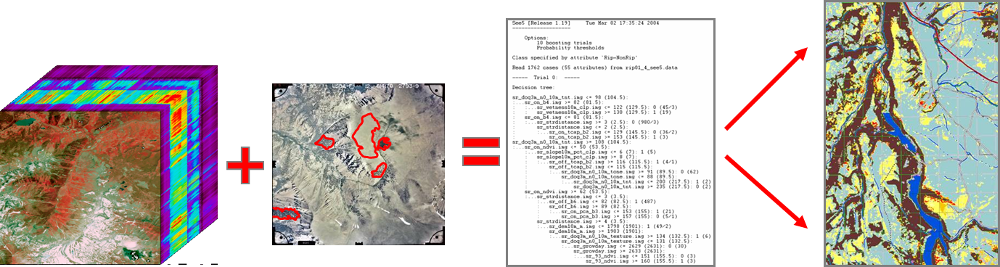 7-27-93 USDA-F 12 614170 2793-9
See5 [Release 1.19] Tue Mar 02 17:35:24 2004
-------------------
Options:
10 boosting trials
Probability thresholds
Class specified by attribute `Rip-NonRip'
Read 1762 cases (55 attributes) from rip01_4_see5.data
----- Trial 0: -----
Decision tree:
sr_doq3m_n0_10m_tnt.img <= 98 (104.5):
:...sr_on_b4.img >= 82 (81.5):
: :...sr_wetness10m_clp.img <= 122 (129.5): 0 (45/3)
: : sr_wetness10m_clp.img >= 130 (129.5): 1 (19)
: sr_on_b4.img <= 81 (81.5):
: :...sr_strdistance.img >= 3 (2.5): 0 (980/3)
: sr_strdistance.img <= 2 (2.5):
: :...sr_on_tcap_b2.img <= 129 (145.5): 0 (36/2)
: sr_on_tcap_b2.img >= 153 (145.5): 1 (3)
sr_doq3m_n0_10m_tnt.img >= 108 (104.5):
:...sr_on_ndvi.img <= 50 (53.5):
:...sr_slope10m_pct_clp.img <= 6 (7): 1 (5)
: sr_slope10m_pct_clp.img >= 8 (7):
: :...sr_off_tcap_b2.img >= 116 (115.5): 1 (4/1)
: sr_off_tcap_b2.img <= 115 (115.5):
: :...sr_doq3m_n0_10m_tone.img >= 91 (89.5): 0 (62)
: sr_doq3m_n0_10m_tone.img <= 88 (89.5):
: :...sr_doq3m_n0_10m_tnt.img <= 200 (217.5): 1 (2)
: sr_doq3m_n0_10m_tnt.img >= 235 (217.5): 0 (2)
sr_on_ndvi.img >= 62 (53.5):
:...sr_strdistance.img <= 3 (3.5):
:...sr_off_b6.img <= 82 (82.5): 1 (487)
: sr_off_b6.img >= 89 (82.5):
: :...sr_on_pca_b3.img <= 153 (155): 1 (21)
: sr_on_pca_b3.img >= 157 (155): 0 (5/1)
sr_strdistance.img >= 4 (3.5):
:...sr_dem10m_m.img <= 1798 (1901): 1 (49/2)
sr_dem10m_m.img >= 1903 (1901):
:...sr_doq3m_n0_10m_texture.img >= 134 (132.5): 1 (6)
sr_doq3m_n0_10m_texture.img <= 131 (132.5):
:...sr_growday.img <= 2629 (2631): 0 (30)
sr_growday.img >= 2633 (2631):
:...sr_93_ndvi.img <= 151 (155.5): 0 (3)
sr_93_ndvi.img >= 160 (155.5): 1 (3)